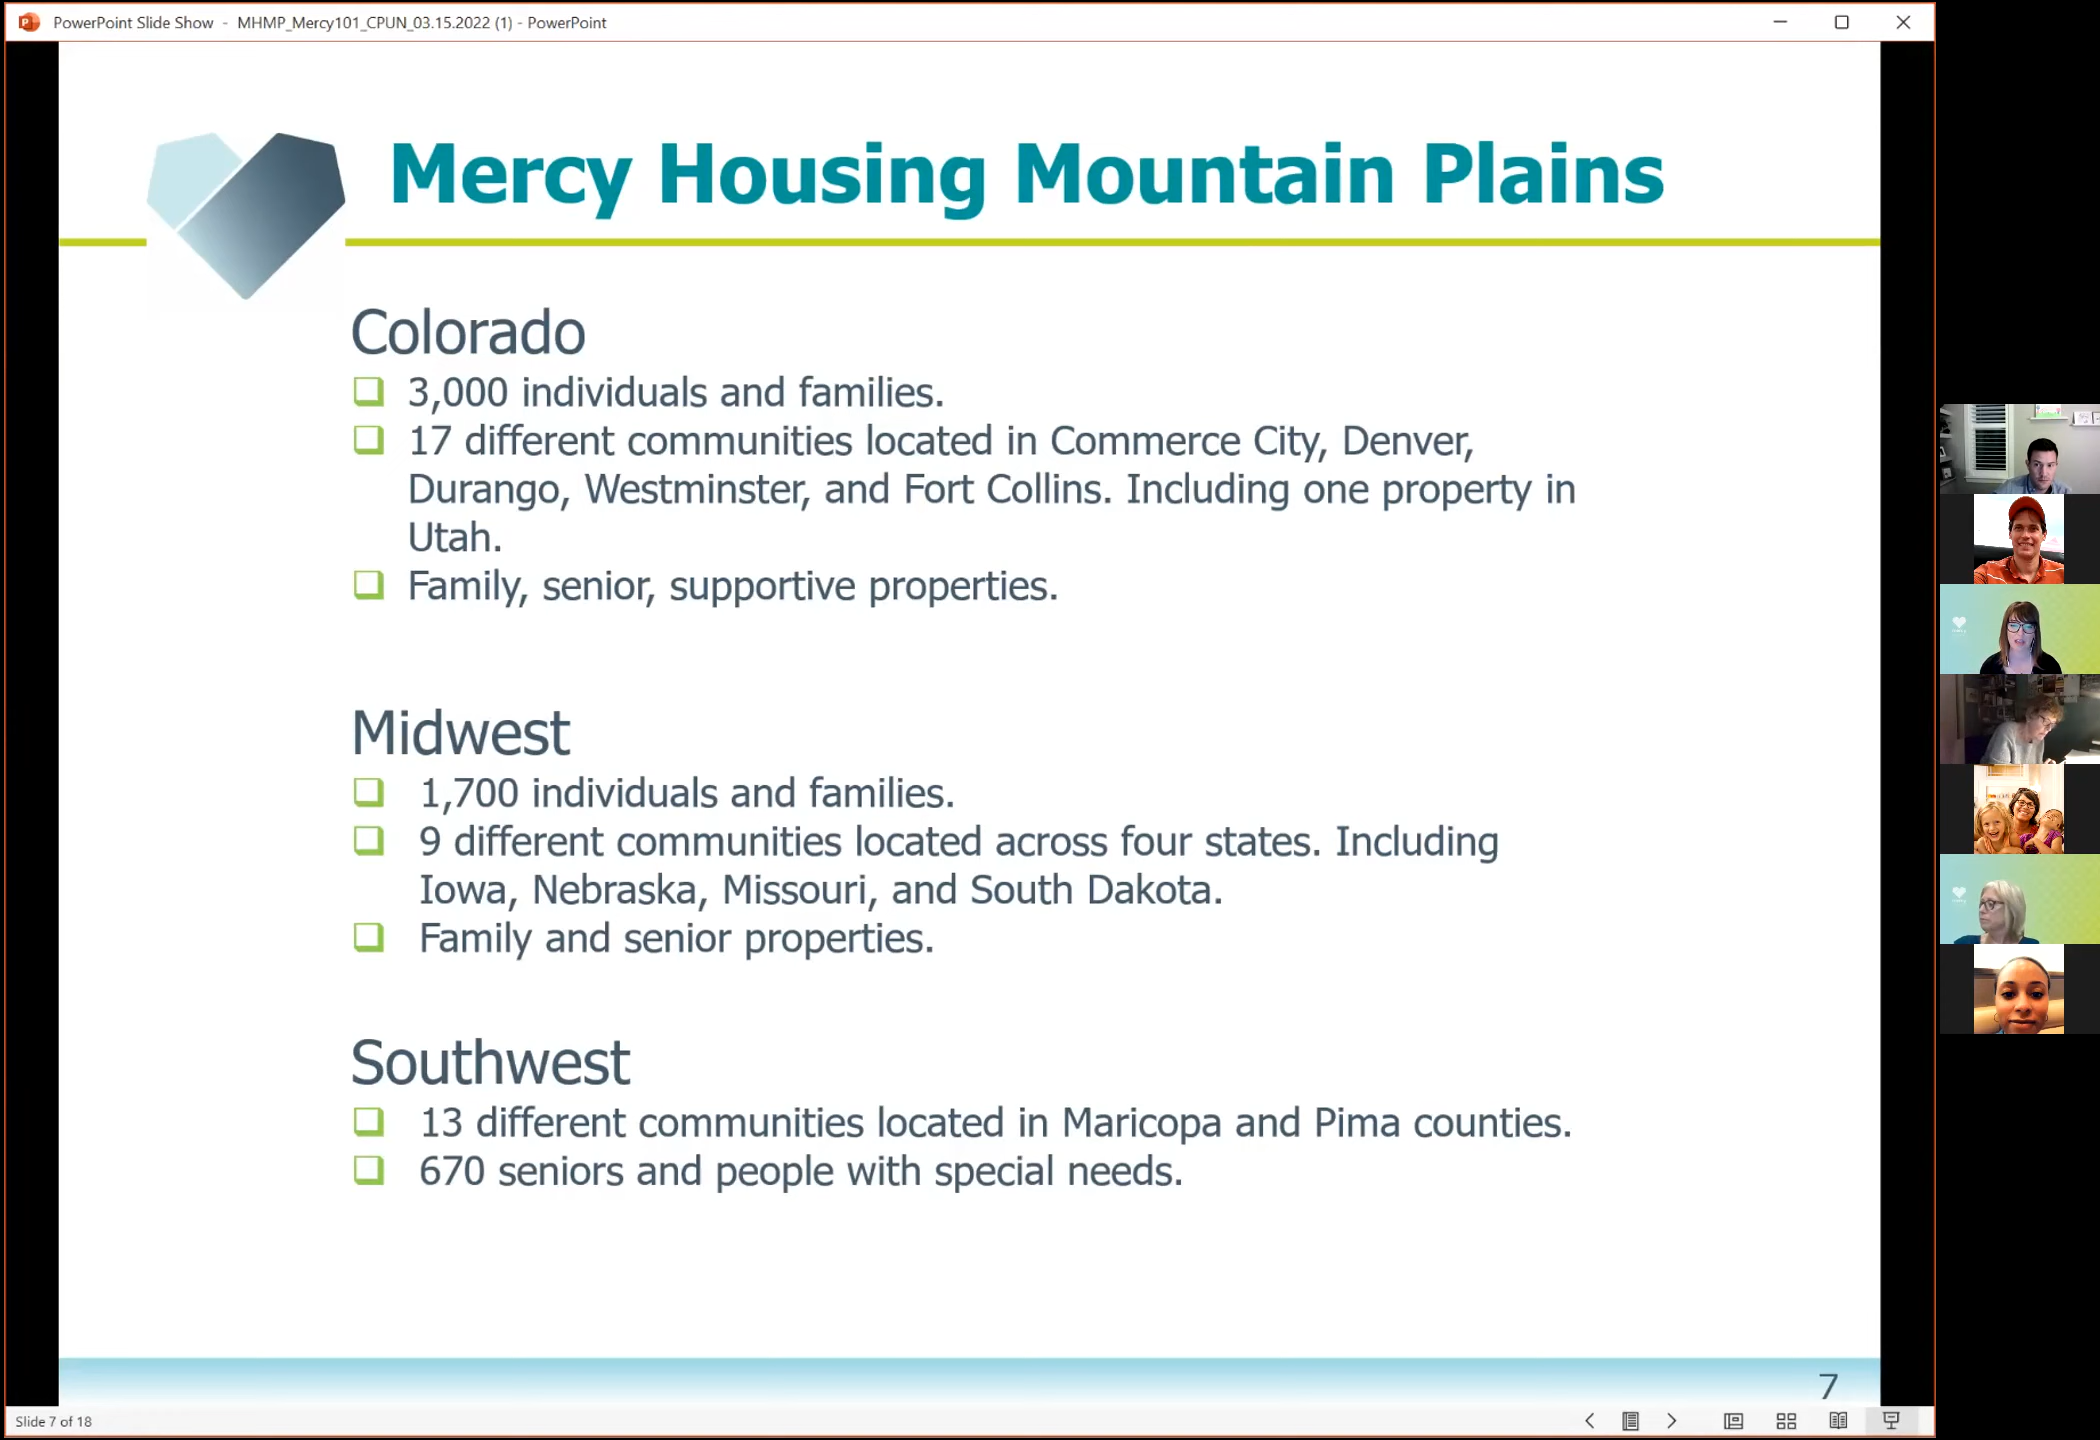 PowerPoint Slide Show - MHMP_Mercy101_CPUN_03.15.2022 (1) - PowerPoint
Mercy Housing Mountain Plains
Colorado
3,000 individuals and families.
17 different communities located in Commerce City, Denver,
Durango, Westminster, and Fort Collins. Including one property in
Utah.
Family, senior, supportive properties.
Midwest
1,700 individuals and families.
9 different communities located across four states. Including
Iowa, Nebraska, Missouri, and South Dakota.
Family and senior properties.
Southwest
13 different communities located in Maricopa and Pima counties.
670 seniors and people with special needs.
7
Slide 7 of 18